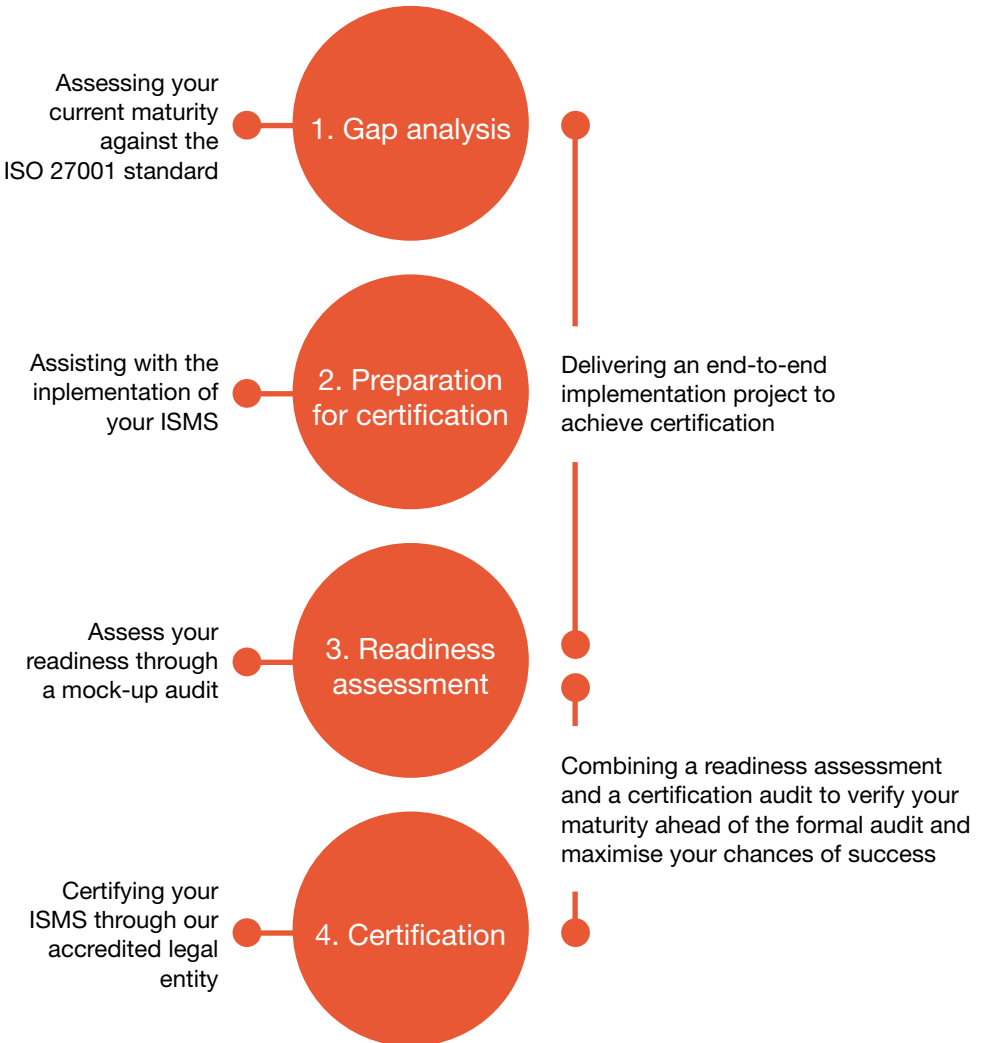 Assessing your
current maturity
against the
ISO 27001 standard
1. Gap analysis
Assisting with the
inplementation of
your ISMS
2. Preparation
for certification
Delivering an end-to-end
implementation project to
achieve certification
Assess your
readiness through
a mock-up audit
3. Readiness
assessment
Combining a readiness assessment
and a certification audit to verify your
maturity ahead of the formal audit and
maximise your chances of success
Certifying your
ISMS through our
accredited legal
entity
4. Certification